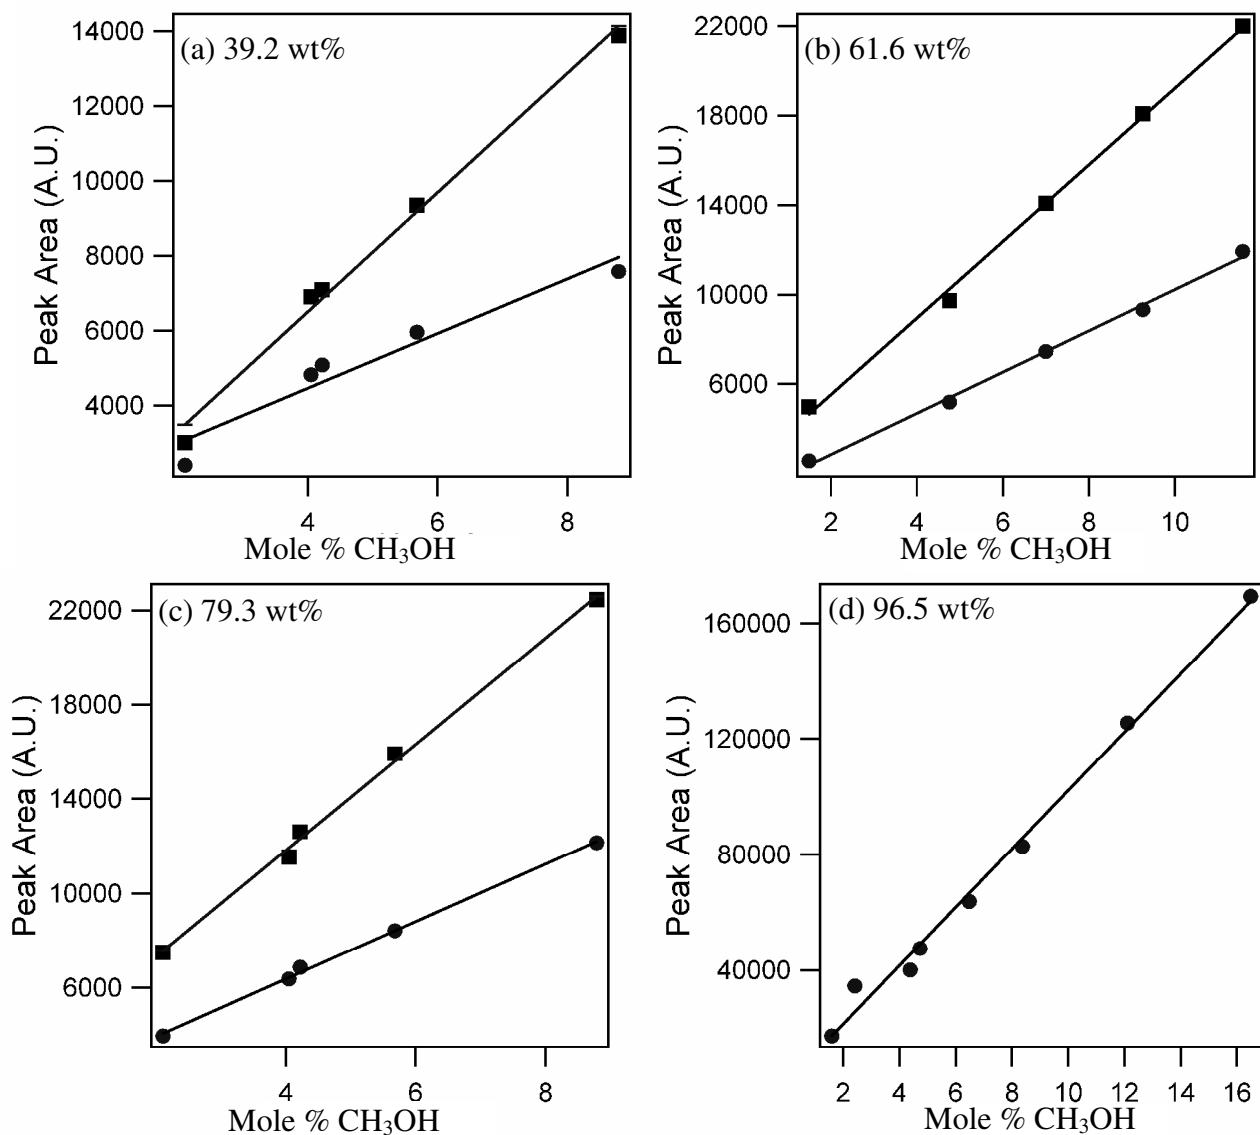 (a) 39.2 wt%
14000
12000
10000
8000
6000
4000
Peak Area (A.U.)
4 6 8
Mole % CH₃OH
(b) 61.6 wt%
22000
18000
14000
10000
6000
Peak Area (A.U.)
2 4 6 8 10
Mole % CH₃OH
(c) 79.3 wt%
22000
18000
14000
10000
6000
Peak Area (A.U.)
4 6 8
Mole % CH₃OH
(d) 96.5 wt%
160000
120000
80000
40000
Peak Area (A.U.)
2 4 6 8 10 12 14 16
Mole % CH₃OH